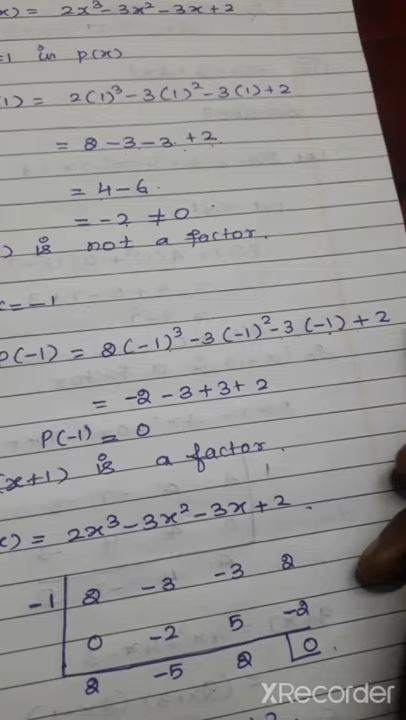 x) = 2x³ - 3x² - 3x + 2
=1 in p(x)
(1) = 2(1)³ - 3(1)² - 3(1) + 2
= 2 - 3 - 3 + 2
= 4 - 6
= -2 ≠ 0
) is not a factor.
x = -1
P(-1) = 2(-1)³ - 3(-1)² - 3(-1) + 2
= -2 - 3 + 3 + 2
P(-1) = 0
(x+1) is a factor.
x) = 2x³ - 3x² - 3x + 2.
-1 | 2 -3 -3 2
0 -2 5 -2
2 -5 2 0
XRecorder